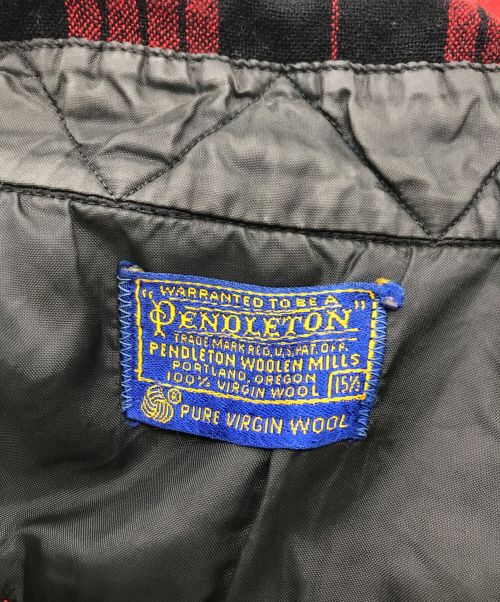 WARRANTED TO BE A
"PENDLETON"
TRADE MARK REG. U.S. PAT. OFF.
PENDLETON WOOLEN MILLS
PORTLAND, OREGON
100% VIRGIN WOOL 15½
® PURE VIRGIN WOOL